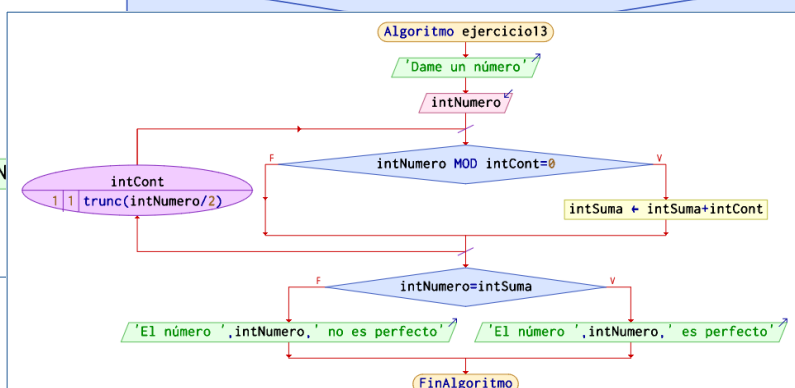 Algoritmo ejercicio13
'Dame un número'
intNumero
F
intNumero MOD intCont=0
V
N
intCont
1 1 trunc(intNumero/2)
intSuma ← intSuma+intCont
F
intNumero=intSuma
V
'El número ',intNumero,' no es perfecto'
'El número ',intNumero,' es perfecto'
FinAlgoritmo